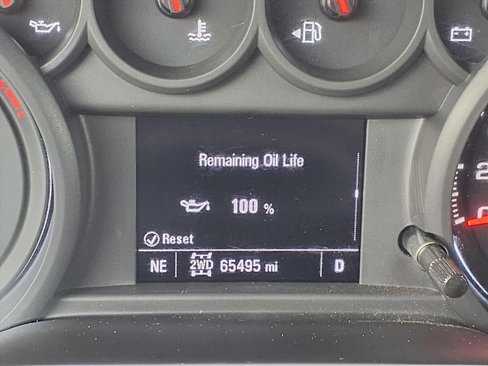 Remaining Oil Life
100 %
Reset
NE 2WD 65495 mi D